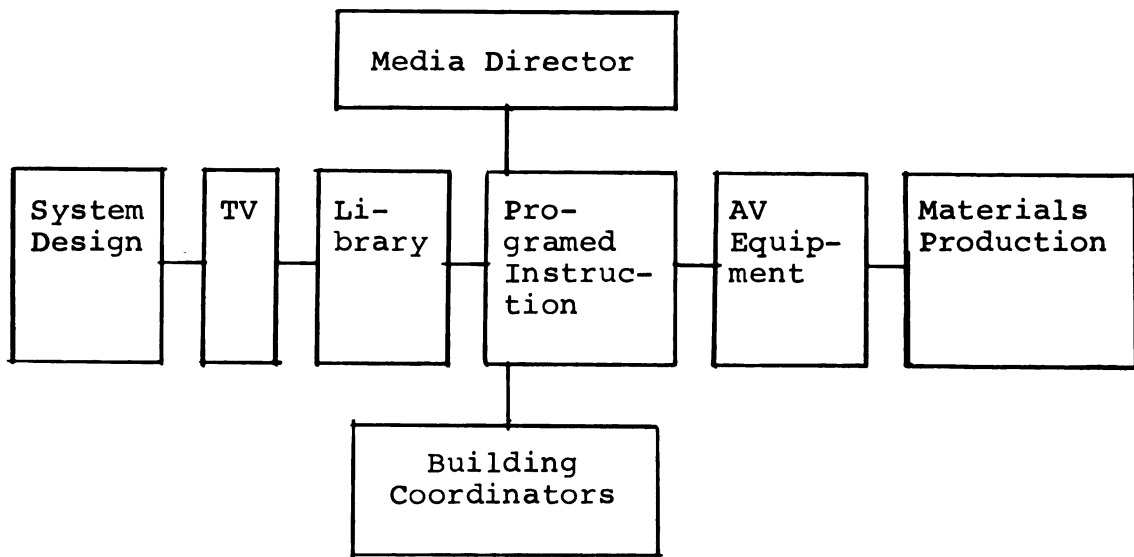 Media Director
System
Design
TV
Li-
brary
Pro-
gramed
Instruc-
tion
AV
Equip-
ment
Materials
Production
Building
Coordinators